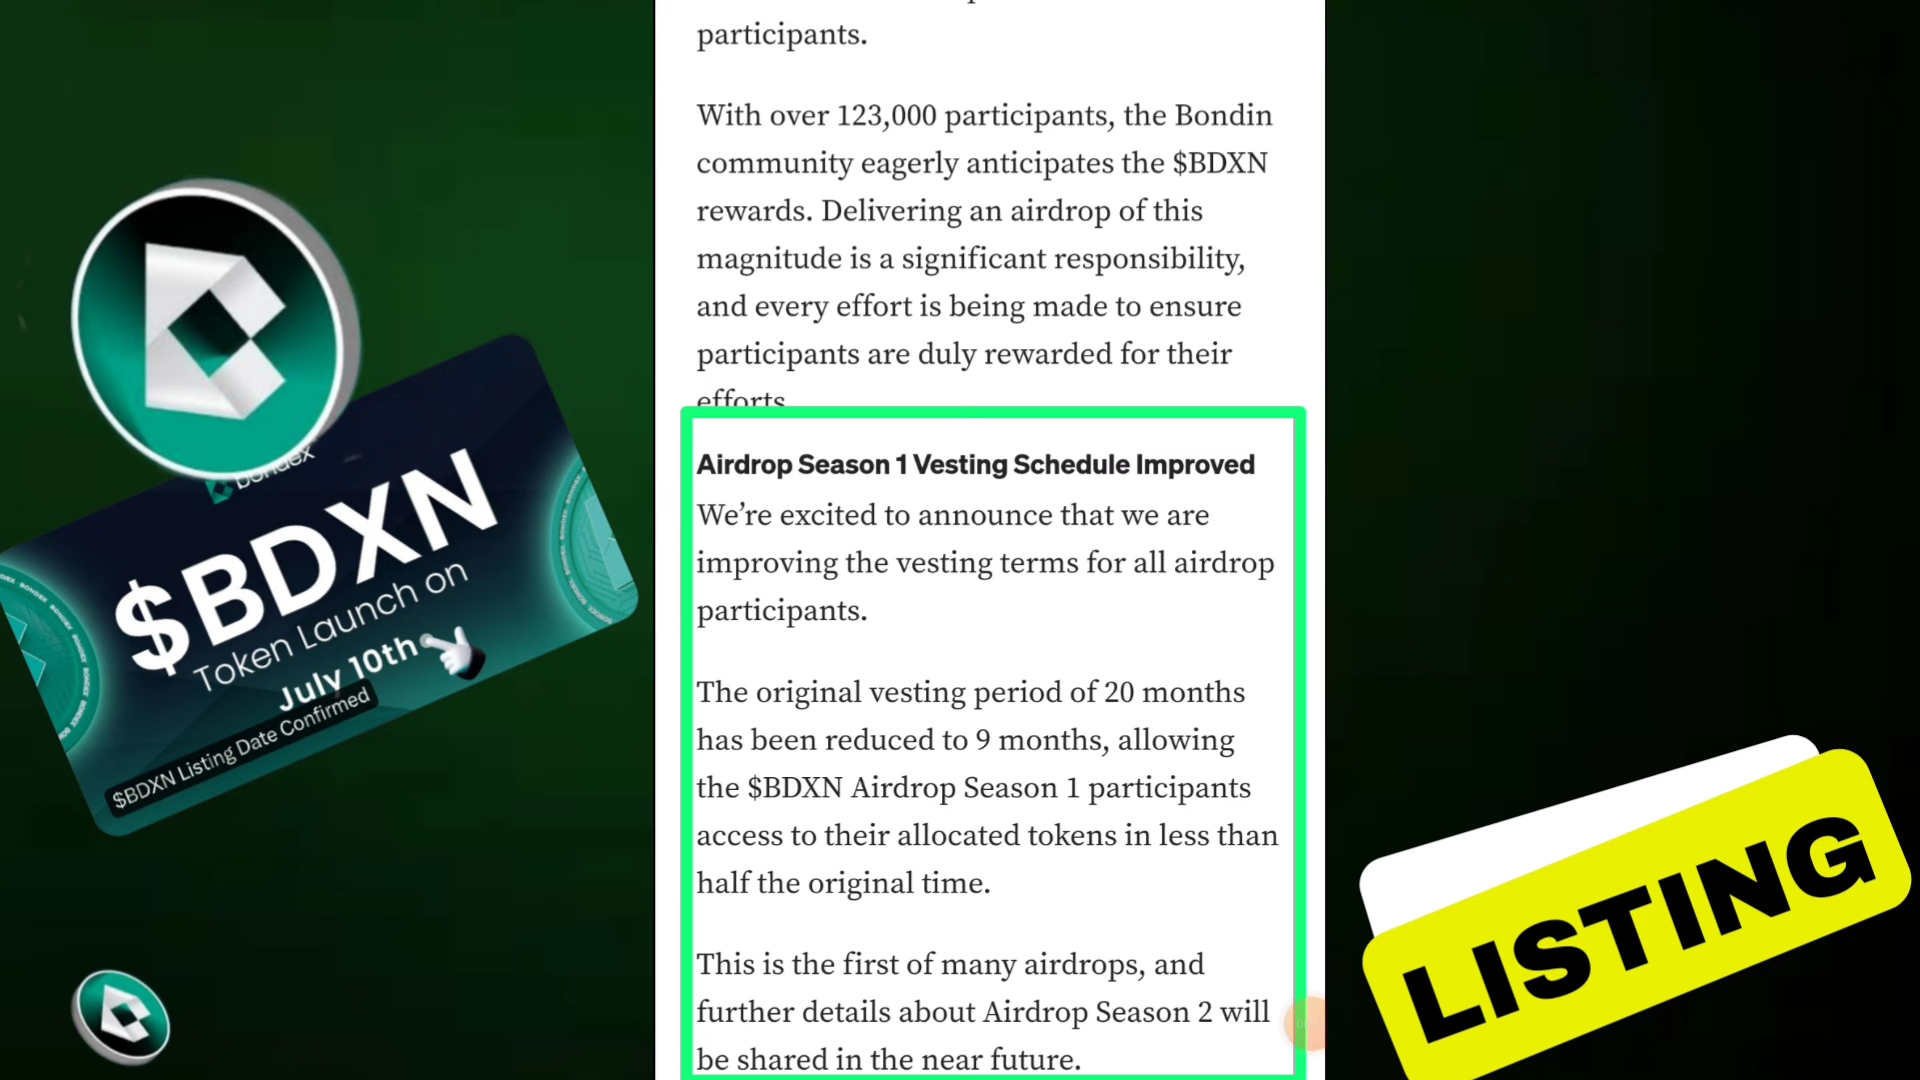 participants.
With over 123,000 participants, the Bondin
community eagerly anticipates the $BDXN
rewards. Delivering an airdrop of this
magnitude is a significant responsibility,
and every effort is being made to ensure
participants are duly rewarded for their
efforts
Airdrop Season 1 Vesting Schedule Improved
We’re excited to announce that we are
improving the vesting terms for all airdrop
participants.
The original vesting period of 20 months
has been reduced to 9 months, allowing
the $BDXN Airdrop Season 1 participants
access to their allocated tokens in less than
half the original time.
This is the first of many airdrops, and
further details about Airdrop Season 2 will
be shared in the near future.
bondex
$BDXN
Token Launch on
July 10th
$BDXN Listing Date Confirmed
BONDEX BONDEX BONDEX
LISTING